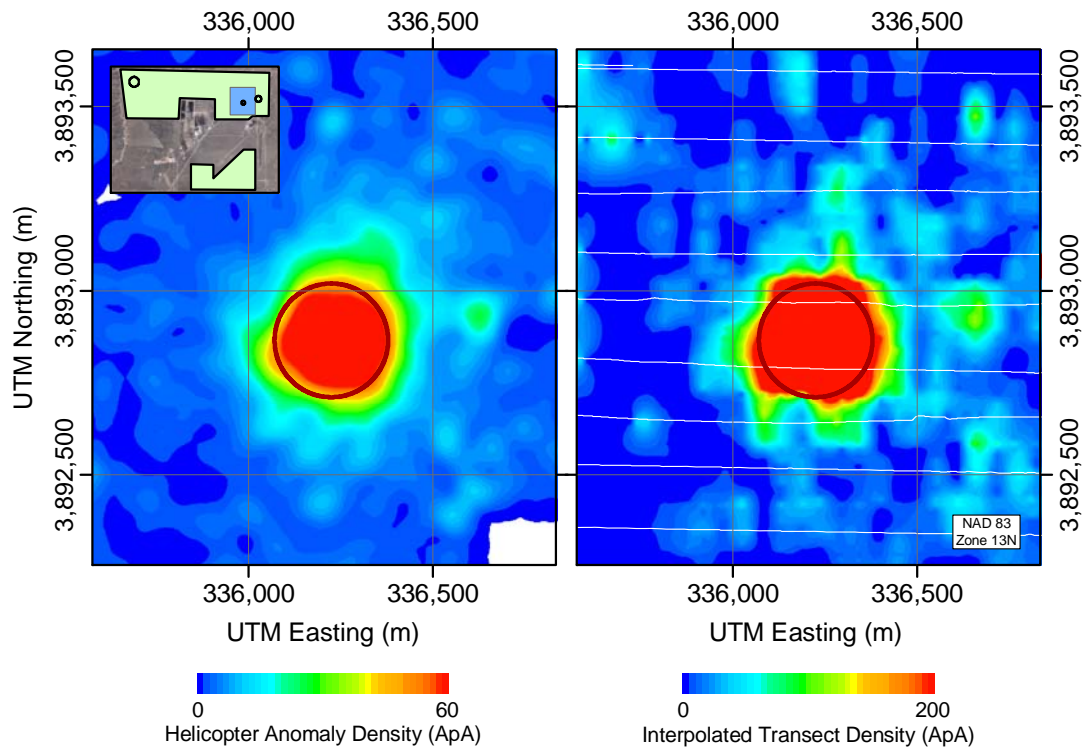 336,000
336,500
336,000
336,500
3,893,500
3,893,000
3,892,500
UTM Northing (m)
3,893,500
3,893,000
3,892,500
NAD 83
Zone 13N
336,000
336,500
336,000
336,500
UTM Easting (m)
UTM Easting (m)
0
60
Helicopter Anomaly Density (ApA)
0
200
Interpolated Transect Density (ApA)